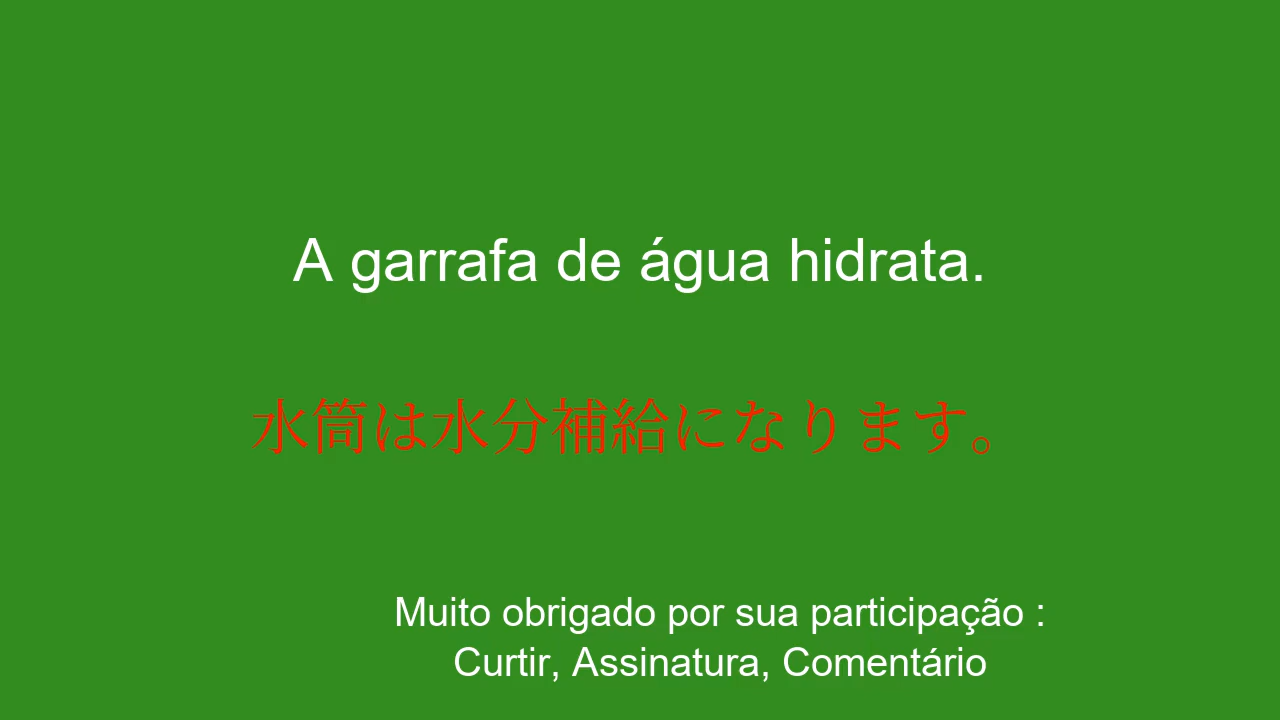 A garrafa de água hidrata.
水筒は水分補給になります。
Muito obrigado por sua participação :
Curtir, Assinatura, Comentário